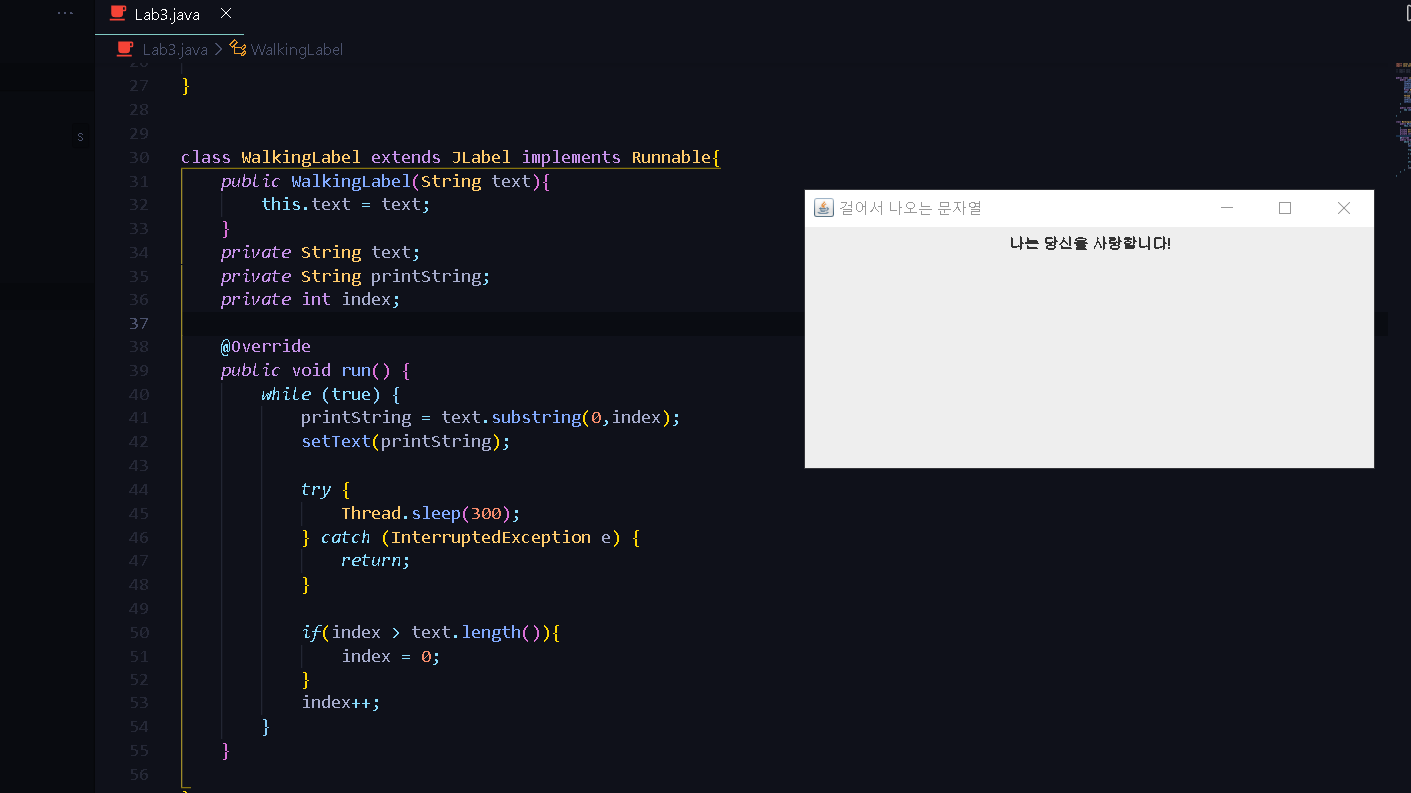 Lab3.java
Lab3.java > WalkingLabel
S
26
27 }
28
29
30 class WalkingLabel extends JLabel implements Runnable{
31 public WalkingLabel(String text){
32 this.text = text;
33 }
34 private String text;
35 private String printString;
36 private int index;
37
38 @Override
39 public void run() {
40 while (true) {
41 printString = text.substring(0,index);
42 setText(printString);
43
44 try {
45 Thread.sleep(300);
46 } catch (InterruptedException e) {
47 return;
48 }
49
50 if(index > text.length()){
51 index = 0;
52 }
53 index++;
54 }
55 }
56
걸어서 나오는 문자열
나는 당신을 사랑합니다!